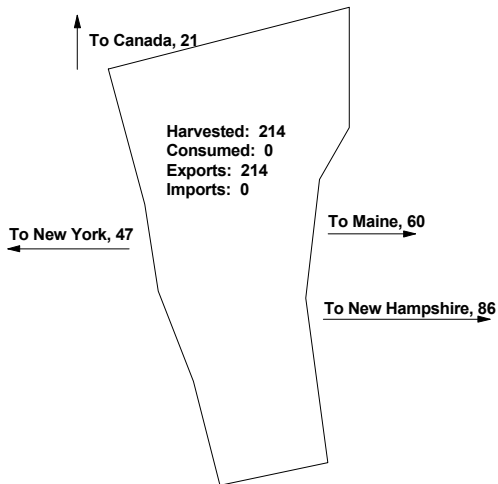 To Canada, 21
Harvested: 214
Consumed: 0
Exports: 214
Imports: 0
To New York, 47
To Maine, 60
To New Hampshire, 86